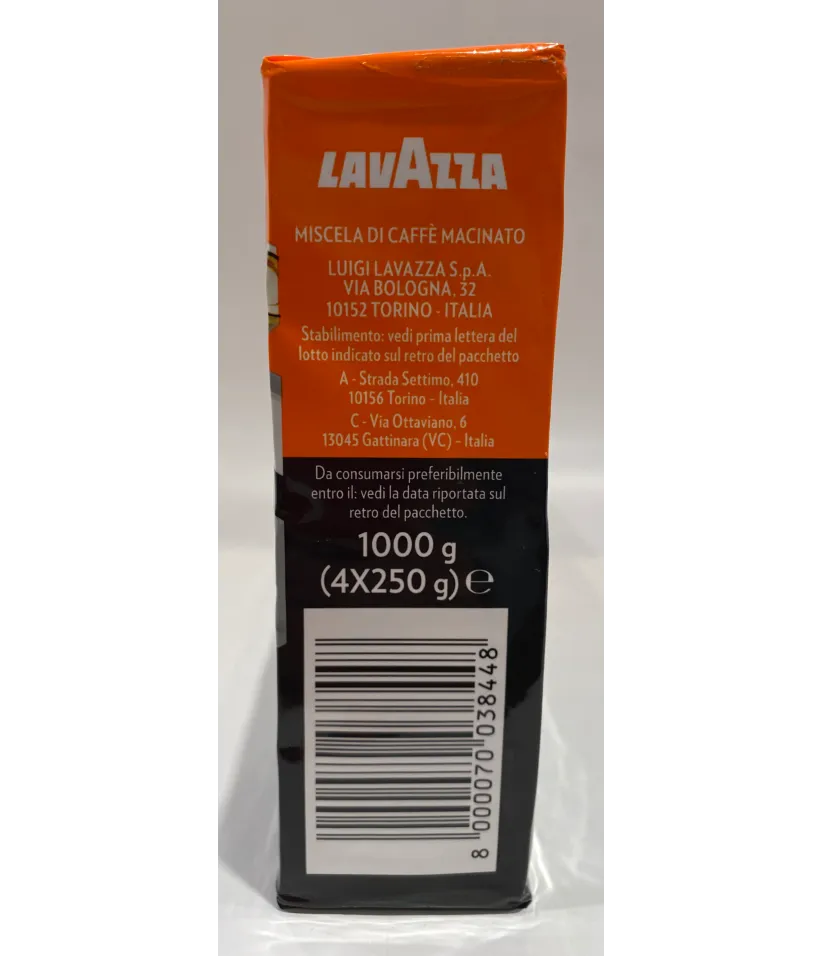 LAVAZZA
MISCELA DI CAFFÈ MACINATO
LUIGI LAVAZZA S.p.A.
VIA BOLOGNA, 32
10152 TORINO - ITALIA
Stabilimento: vedi prima lettera del
lotto indicato sul retro del pacchetto
A - Strada Settimo, 410
10156 Torino - Italia
C - Via Ottaviano, 6
13045 Gattinara (VC) - Italia
Da consumarsi preferibilmente
entro il: vedi la data riportata sul
retro del pacchetto.
1000 g
(4X250 g) ℮
8 000070 038448